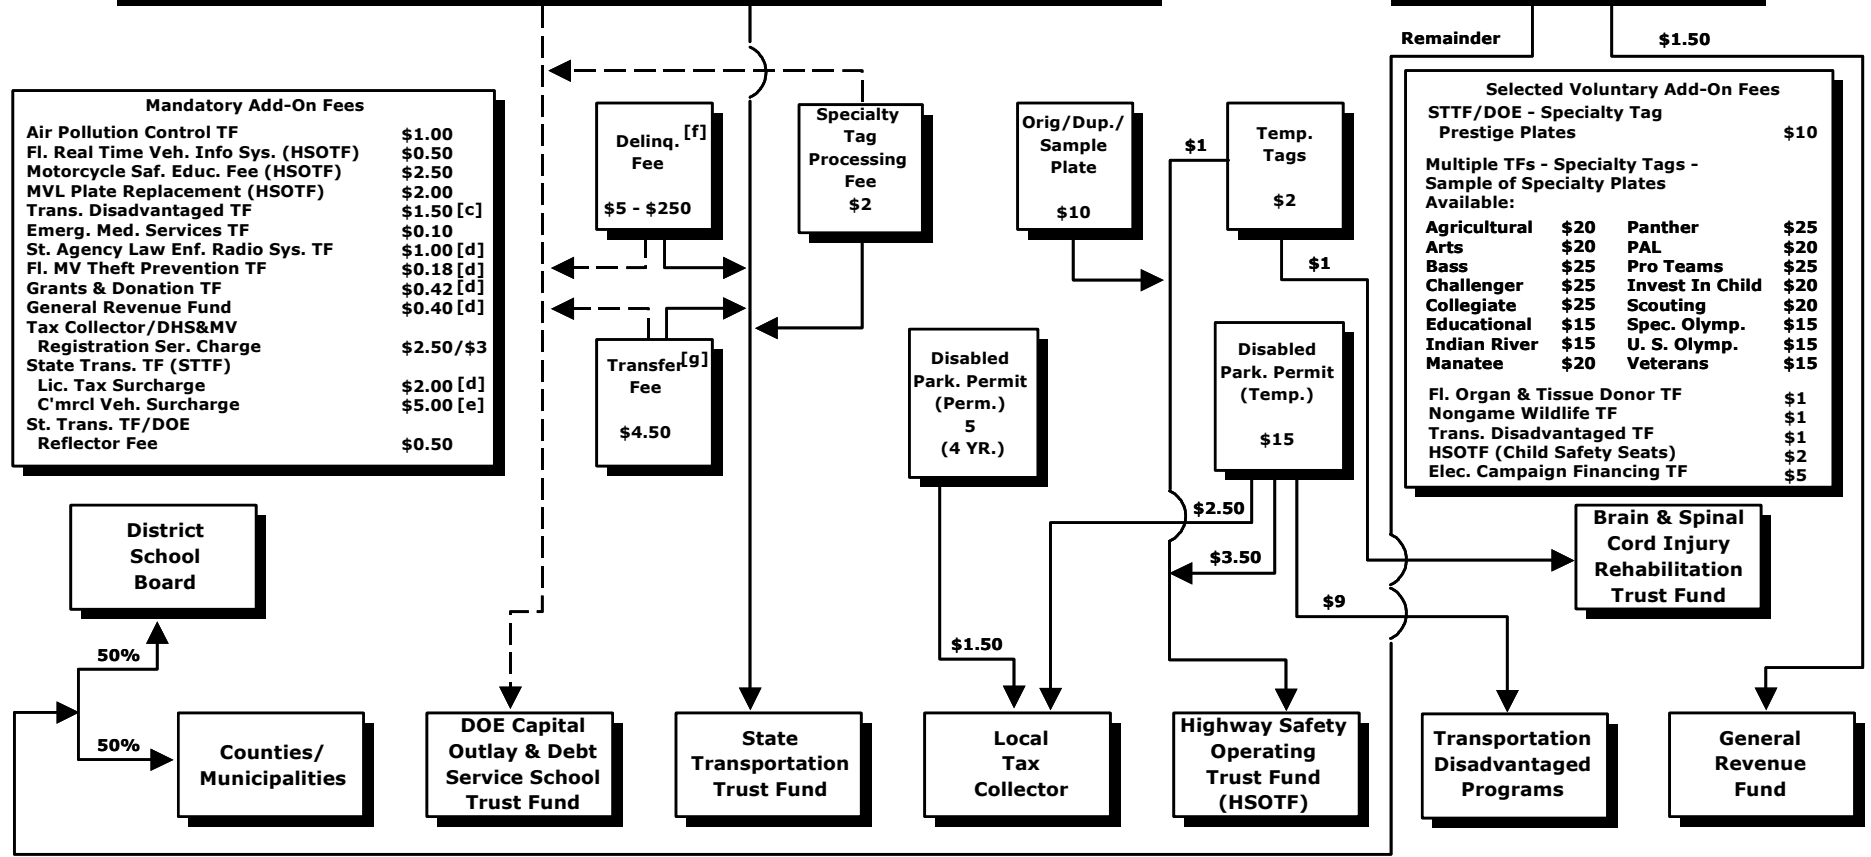 Remainder
$1.50
Mandatory Add-On Fees
Air Pollution Control TF $1.00
Fl. Real Time Veh. Info Sys. (HSOTF) $0.50
Motorcycle Saf. Educ. Fee (HSOTF) $2.50
MVL Plate Replacement (HSOTF) $2.00
Trans. Disadvantaged TF $1.50 [c]
Emerg. Med. Services TF $0.10
St. Agency Law Enf. Radio Sys. TF $1.00 [d]
Fl. MV Theft Prevention TF $0.18 [d]
Grants & Donation TF $0.42 [d]
General Revenue Fund $0.40 [d]
Tax Collector/DHS&MV
Registration Ser. Charge $2.50/$3
State Trans. TF (STTF)
Lic. Tax Surcharge $2.00 [d]
C'mrcl Veh. Surcharge $5.00 [e]
St. Trans. TF/DOE
Reflector Fee $0.50
Delinq. [f]
Fee
$5 - $250
Specialty
Tag
Processing
Fee
$2
Orig/Dup./
Sample
Plate
$10
$1
Temp.
Tags
$2
$1
Transfer [g]
Fee
$4.50
Disabled
Park. Permit
(Perm.)
5
(4 YR.)
Disabled
Park. Permit
(Temp.)
$15
Selected Voluntary Add-On Fees
STTF/DOE - Specialty Tag
Prestige Plates $10
Multiple TFs - Specialty Tags -
Sample of Specialty Plates
Available:
Agricultural $20 Panther $25
Arts $20 PAL $20
Bass $25 Pro Teams $25
Challenger $25 Invest In Child $20
Collegiate $25 Scouting $20
Educational $15 Spec. Olymp. $15
Indian River $15 U. S. Olymp. $15
Manatee $20 Veterans $15
Fl. Organ & Tissue Donor TF $1
Nongame Wildlife TF $1
Trans. Disadvantaged TF $1
HSOTF (Child Safety Seats) $2
Elec. Campaign Financing TF $5
$2.50
$3.50
$9
$1.50
Brain & Spinal
Cord Injury
Rehabilitation
Trust Fund
District
School
Board
50%
50%
Counties/
Municipalities
DOE Capital
Outlay & Debt
Service School
Trust Fund
State
Transportation
Trust Fund
Local
Tax
Collector
Highway Safety
Operating
Trust Fund
(HSOTF)
Transportation
Disadvantaged
Programs
General
Revenue
Fund